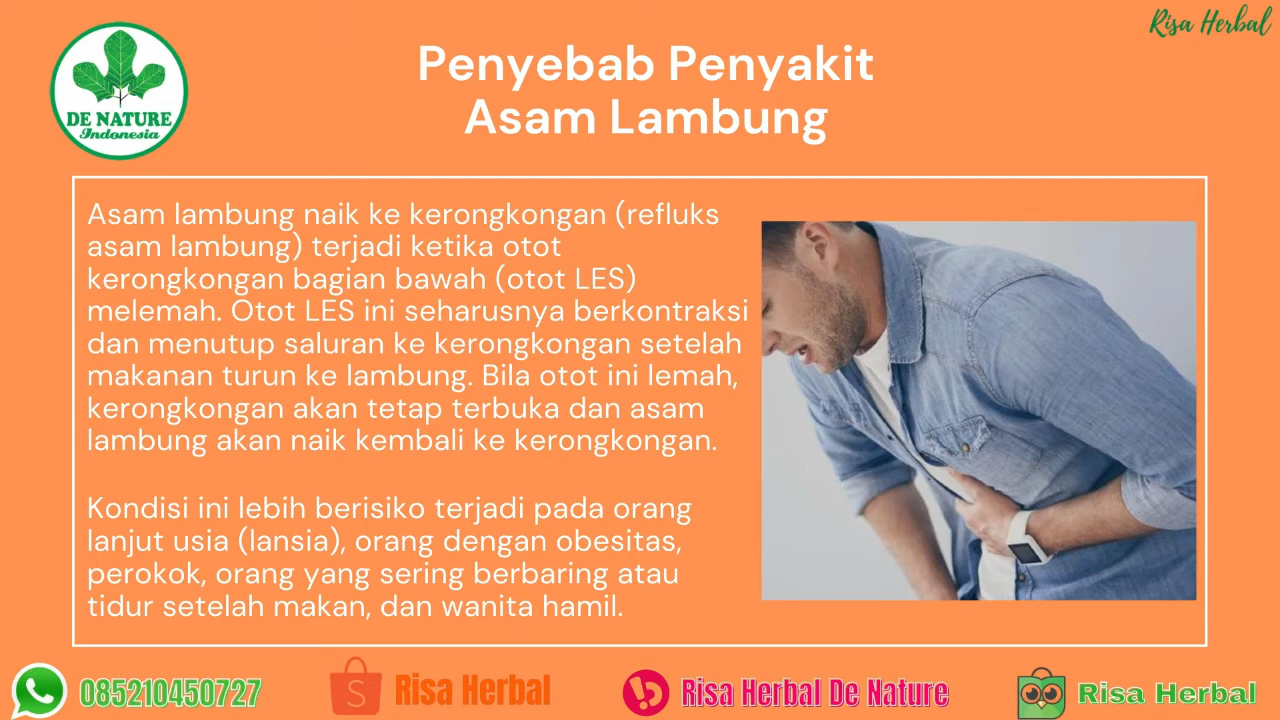 Risa Herbal
DE NATURE
Indonesia
Penyebab Penyakit
Asam Lambung
Asam lambung naik ke kerongkongan (refluks
asam lambung) terjadi ketika otot
kerongkongan bagian bawah (otot LES)
melemah. Otot LES ini seharusnya berkontraksi
dan menutup saluran ke kerongkongan setelah
makanan turun ke lambung. Bila otot ini lemah,
kerongkongan akan tetap terbuka dan asam
lambung akan naik kembali ke kerongkongan.
Kondisi ini lebih berisiko terjadi pada orang
lanjut usia (lansia), orang dengan obesitas,
perokok, orang yang sering berbaring atau
tidur setelah makan, dan wanita hamil.
085210450727
S
Risa Herbal
b
Risa Herbal De Nature
Risa Herbal